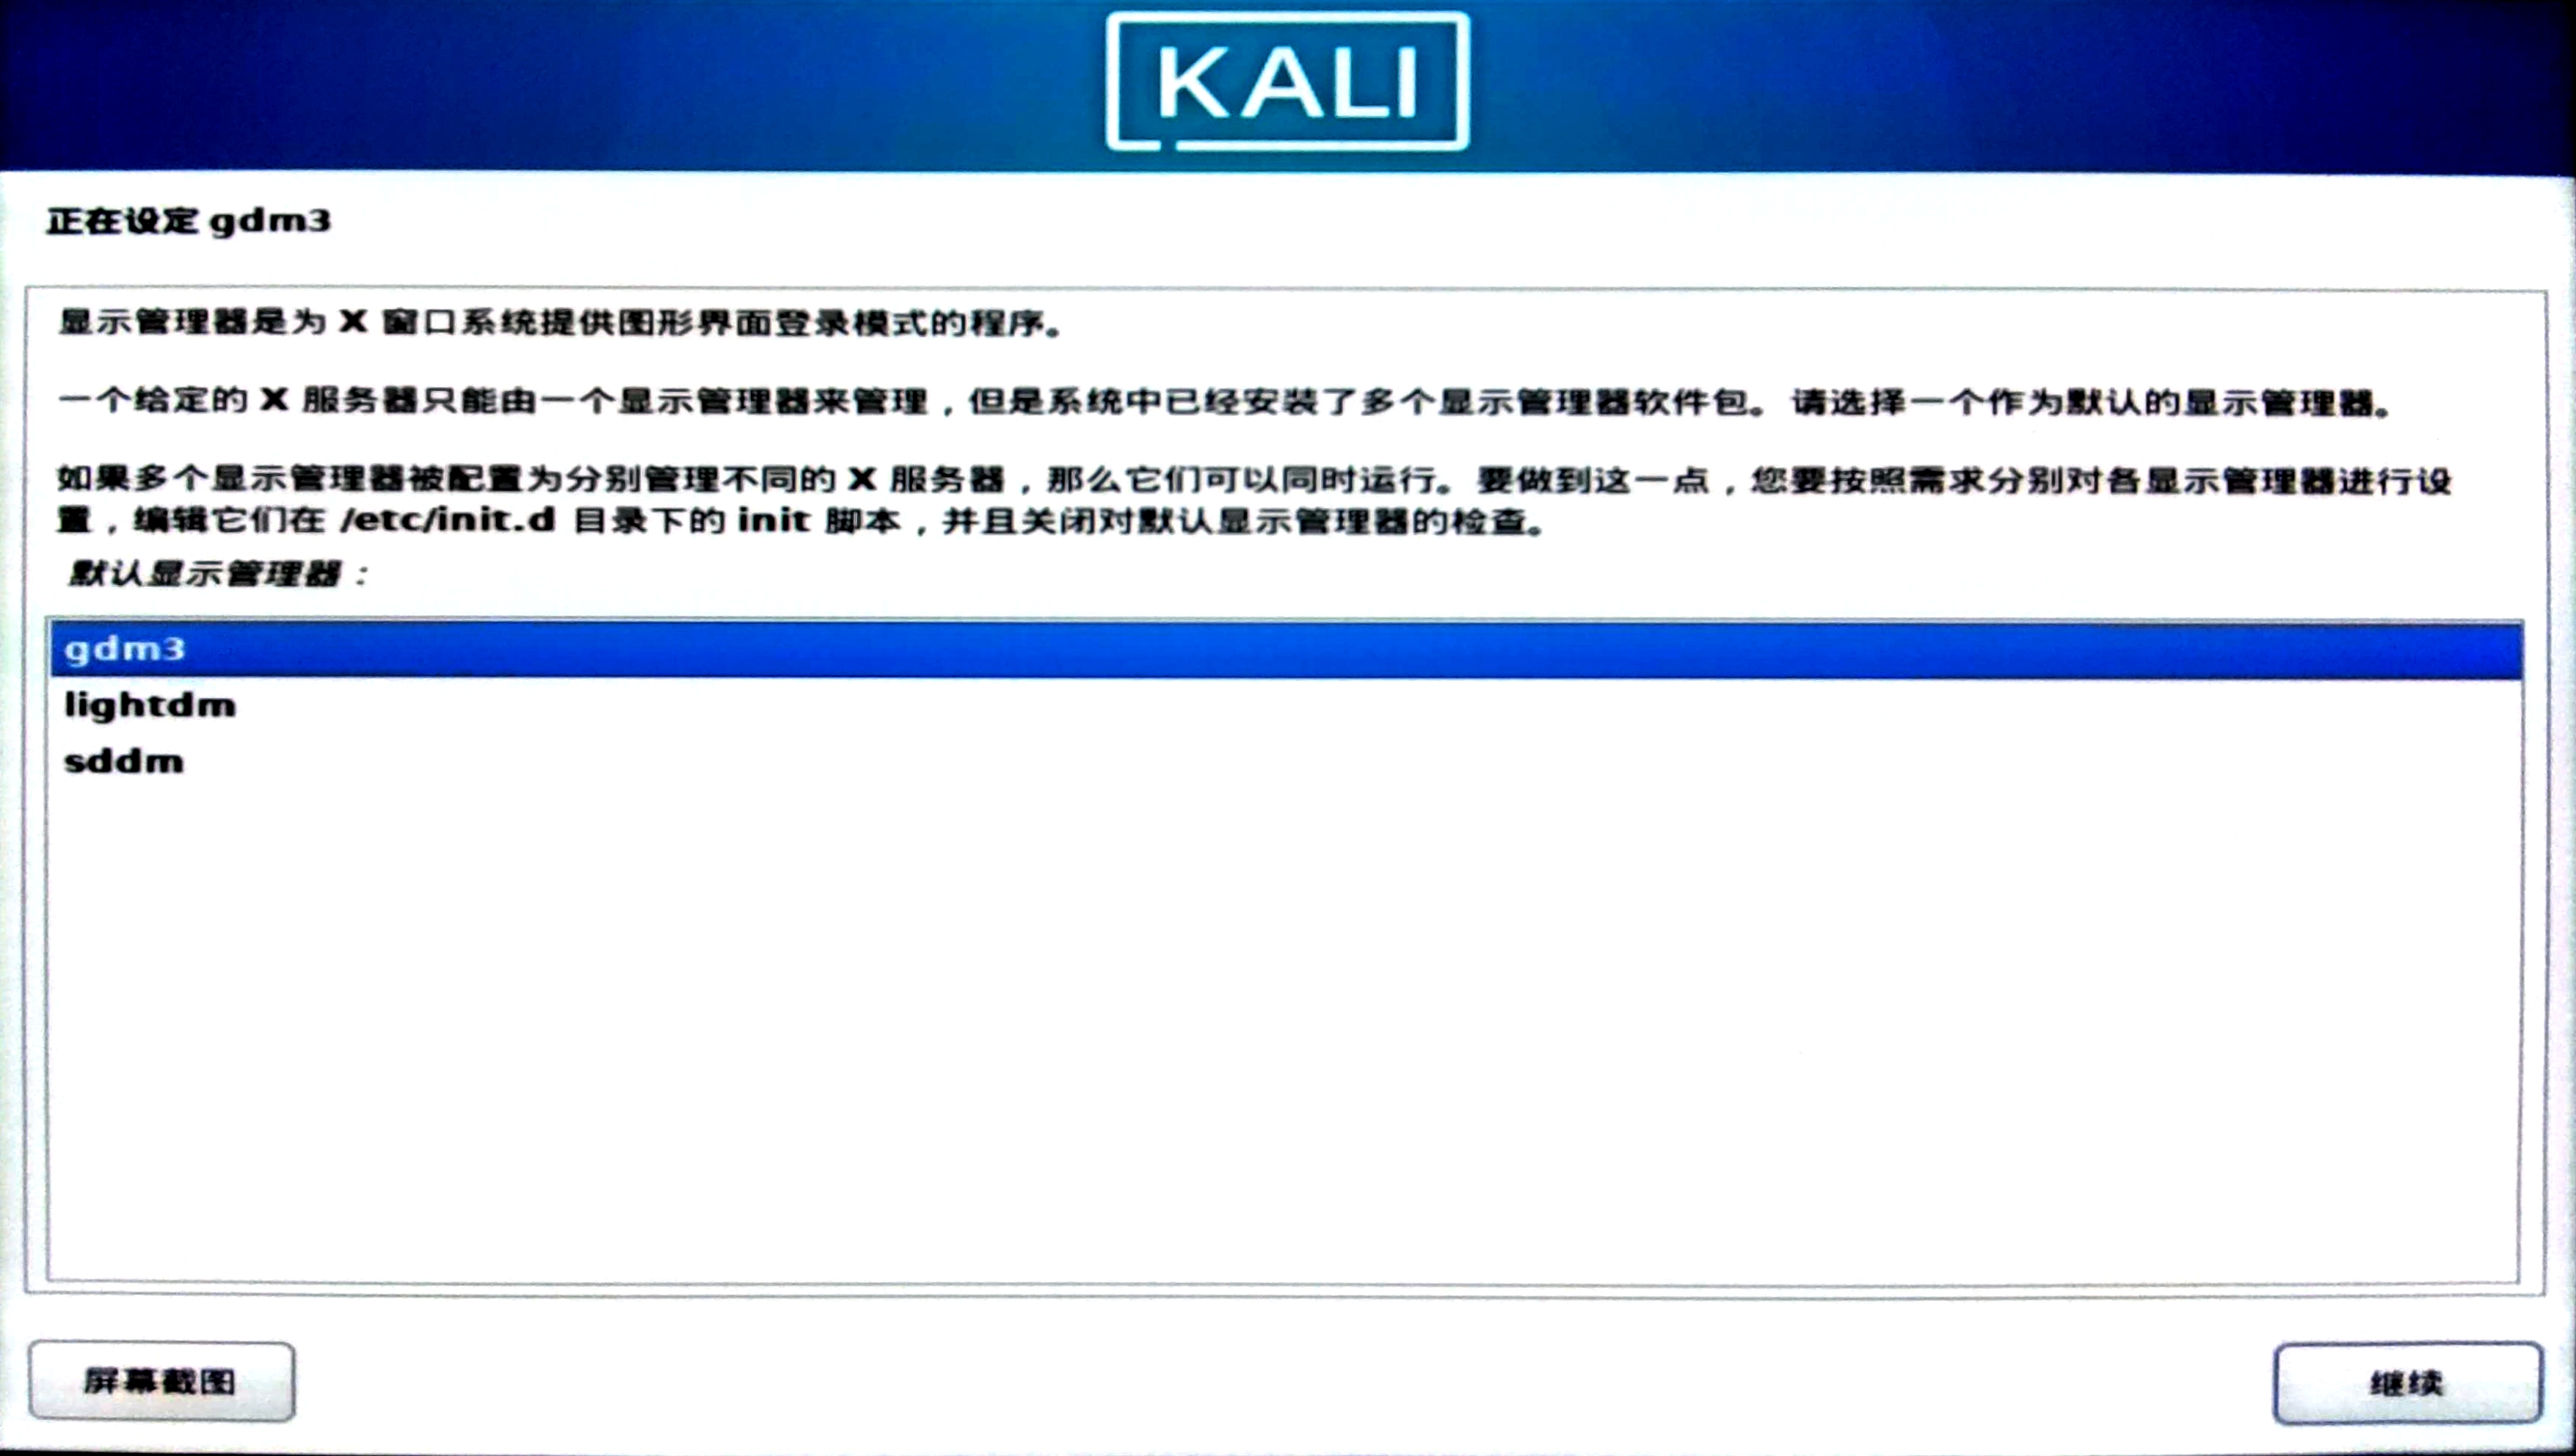 KALI
正在设定 gdm3
显示管理器是为 X 窗口系统提供图形界面登录模式的程序。
一个给定的 X 服务器只能由一个显示管理器来管理，但是系统中已经安装了多个显示管理器软件包。请选择一个作为默认的显示管理器。
如果多个显示管理器被配置为分别管理不同的 X 服务器，那么它们可以同时运行。要做到这一点，您要按照需求分别对各显示管理器进行设
置，编辑它们在 /etc/init.d 目录下的 init 脚本，并且关闭对默认显示管理器的检查。
默认显示管理器：
gdm3
lightdm
sddm
屏幕截图
继续